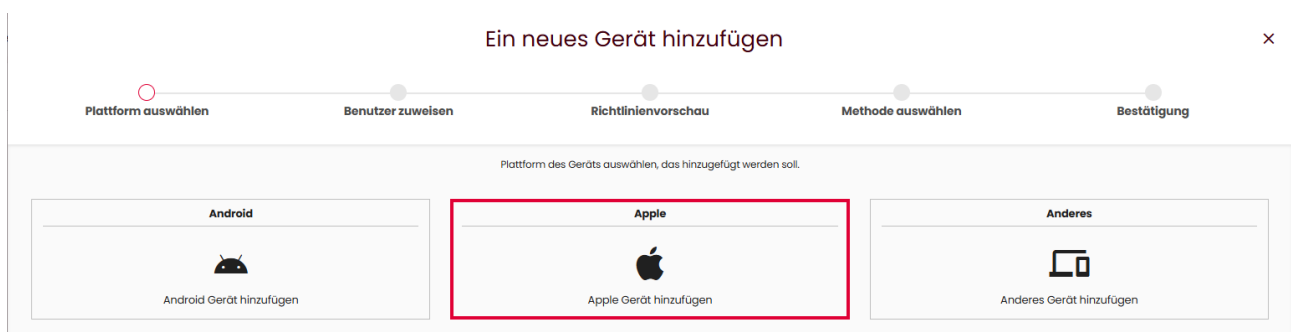 Ein neues Gerät hinzufügen ×
Plattform auswählen Benutzer zuweisen Richtlinienvorschau Methode auswählen Bestätigung
Plattform des Geräts auswählen, das hinzugefügt werden soll.
Android Apple Anderes
Android Gerät hinzufügen Apple Gerät hinzufügen Anderes Gerät hinzufügen